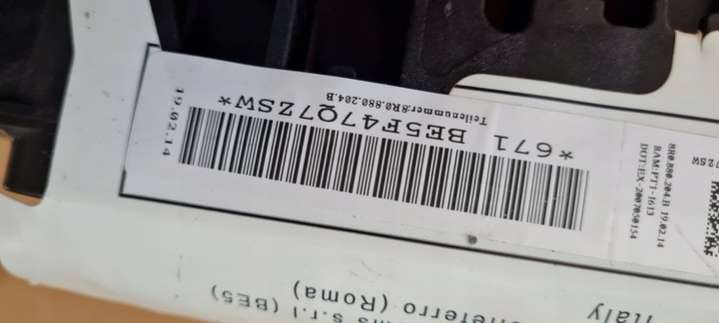 s.r.l (BE5)
(Roma)
Italy
*671 BE5F47Q7ZSW*
Teilenummer:8R0.880.204.B
19.02.14
8R0.880.204.B 19.02.14
BAM:PT1-1613
DOT:EX-2007050154